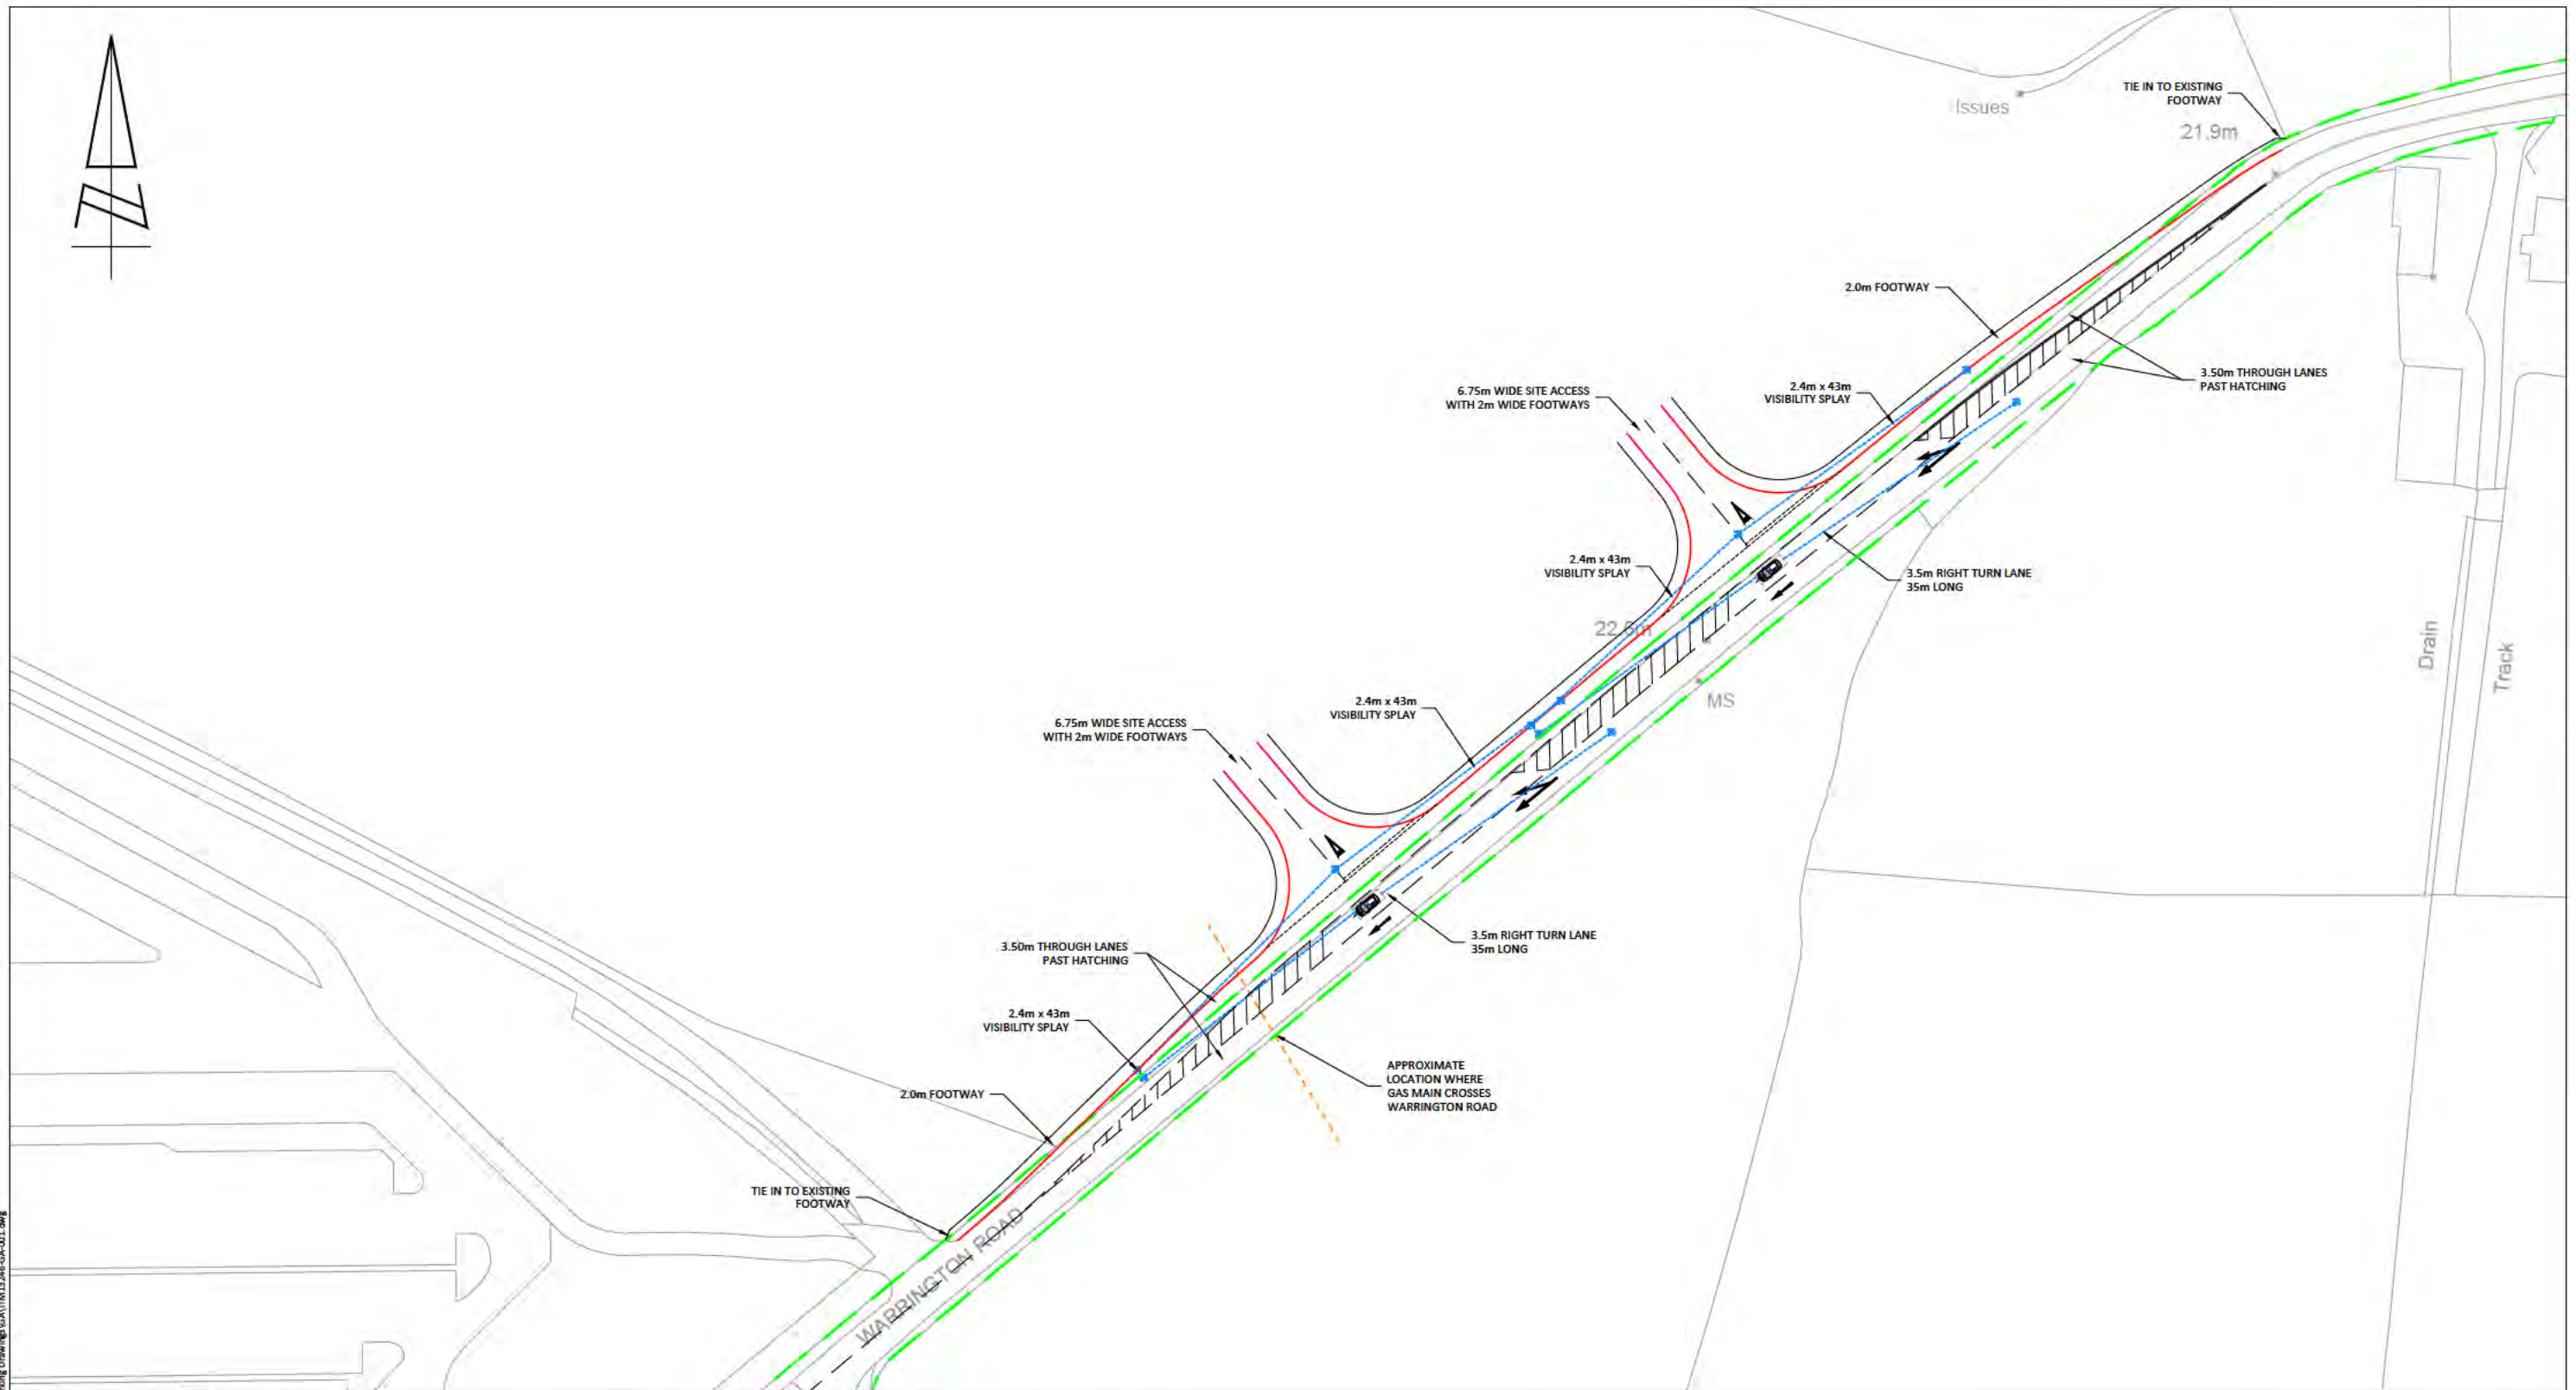 N
TIE IN TO EXISTING
FOOTWAY
Issues
21.9m
2.0m FOOTWAY
3.50m THROUGH LANES
PAST HATCHING
6.75m WIDE SITE ACCESS
WITH 2m WIDE FOOTWAYS
2.4m x 43m
VISIBILITY SPLAY
2.4m x 43m
VISIBILITY SPLAY
3.5m RIGHT TURN LANE
35m LONG
22.6m
Drain
Track
MS
2.4m x 43m
VISIBILITY SPLAY
6.75m WIDE SITE ACCESS
WITH 2m WIDE FOOTWAYS
3.5m RIGHT TURN LANE
35m LONG
3.50m THROUGH LANES
PAST HATCHING
2.4m x 43m
VISIBILITY SPLAY
APPROXIMATE
LOCATION WHERE
GAS MAIN CROSSES
WARRINGTON ROAD
2.0m FOOTWAY
TIE IN TO EXISTING
FOOTWAY
WARRINGTON ROAD